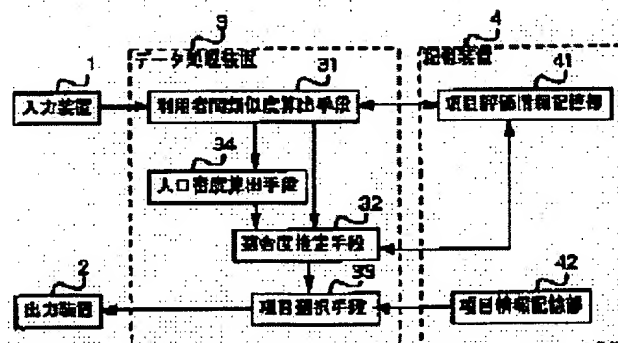 3
4
データ処理装置
記憶装置
1
31
41
入力装置
利用者間類似度算出手段
項目評価情報記憶部
34
人口密度算出手段
32
適合度推定手段
2
33
42
出力装置
項目選択手段
項目情報記憶部